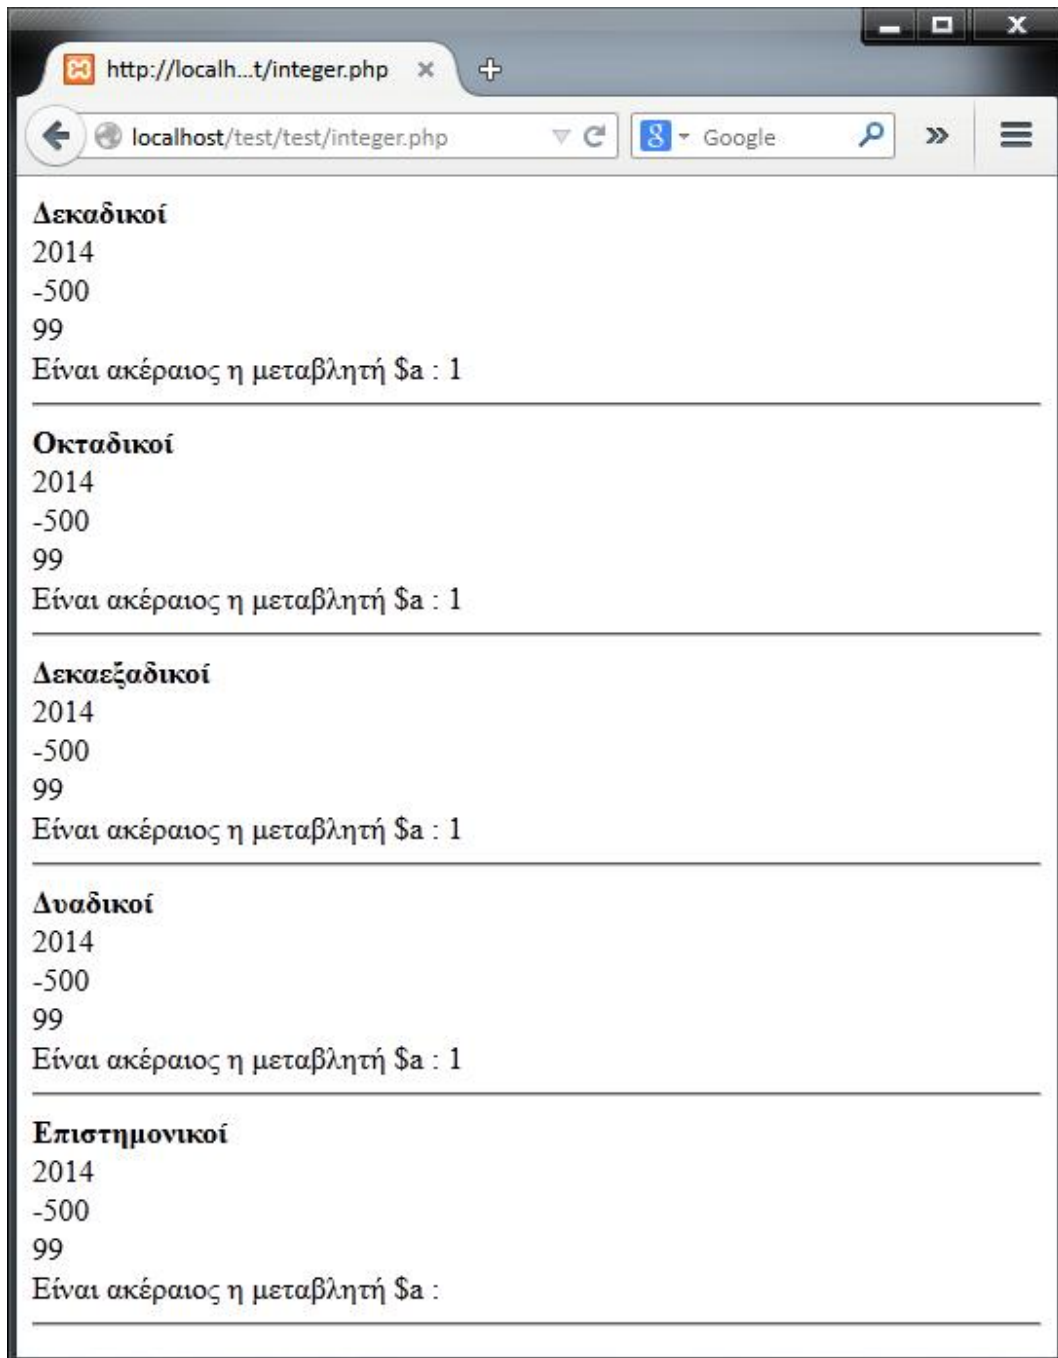 http://localh...t/integer.php
localhost/test/test/integer.php
Google
Δεκαδικοί
2014
-500
99
Είναι ακέραιος η μεταβλητή $a : 1
Οκταδικοί
2014
-500
99
Είναι ακέραιος η μεταβλητή $a : 1
Δεκαεξαδικοί
2014
-500
99
Είναι ακέραιος η μεταβλητή $a : 1
Δυαδικοί
2014
-500
99
Είναι ακέραιος η μεταβλητή $a : 1
Επιστημονικοί
2014
-500
99
Είναι ακέραιος η μεταβλητή $a :